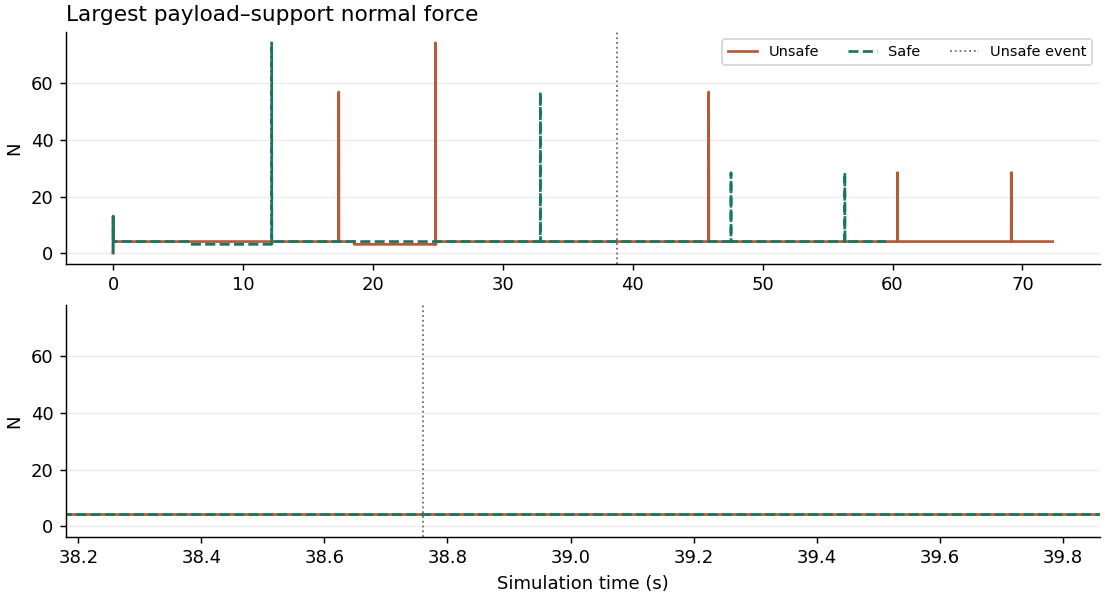 Largest payload–support normal force
Unsafe
Safe
Unsafe event
N
60
40
20
0
0 10 20 30 40 50 60 70
N
60
40
20
0
38.2 38.4 38.6 38.8 39.0 39.2 39.4 39.6 39.8
Simulation time (s)